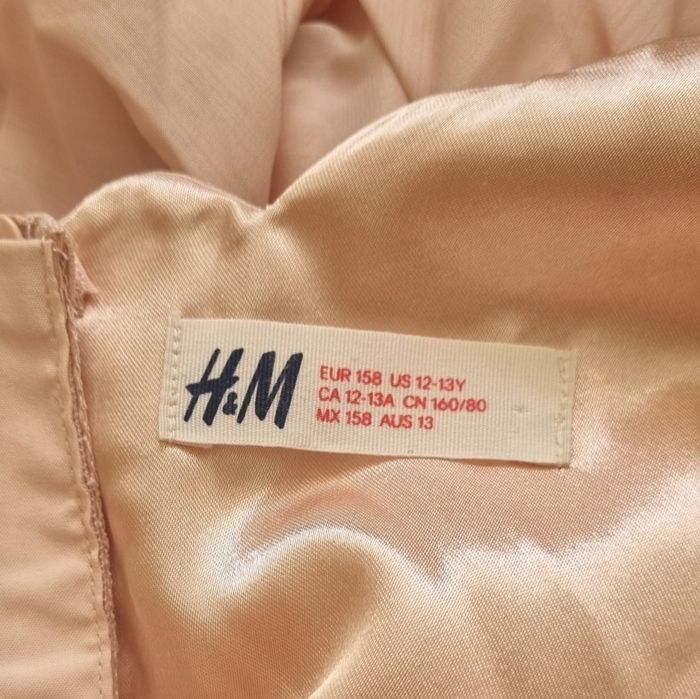 H&M
EUR 158 US 12-13Y
CA 12-13A CN 160/80
MX 158 AUS 13